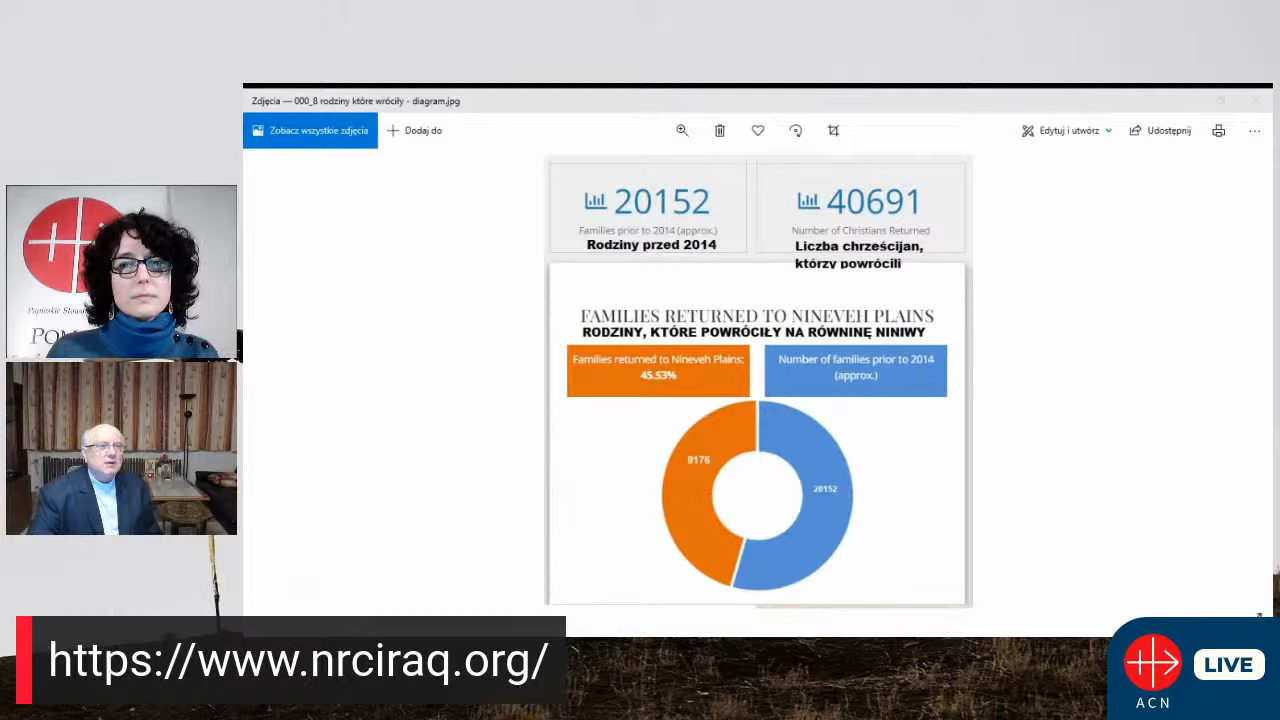 Zdjęcia — 000_8 rodziny które wróciły - diagram.jpg
Zobacz wszystkie zdjęcia
Dodaj do
Edytuj i utwórz
Udostępnij
20152
Families prior to 2014 (approx.)
Rodziny przed 2014
40691
Number of Christians Returned
Liczba chrześcijan,
którzy powrócili
FAMILIES RETURNED TO NINEVEH PLAINS
RODZINY, KTÓRE POWRÓCIŁY NA RÓWNINĘ NINIWY
Families returned to Nineveh Plains:
45.53%
Number of families prior to 2014
(approx.)
9176
20152
Papieskie
https://www.nrciraq.org/
LIVE
ACN